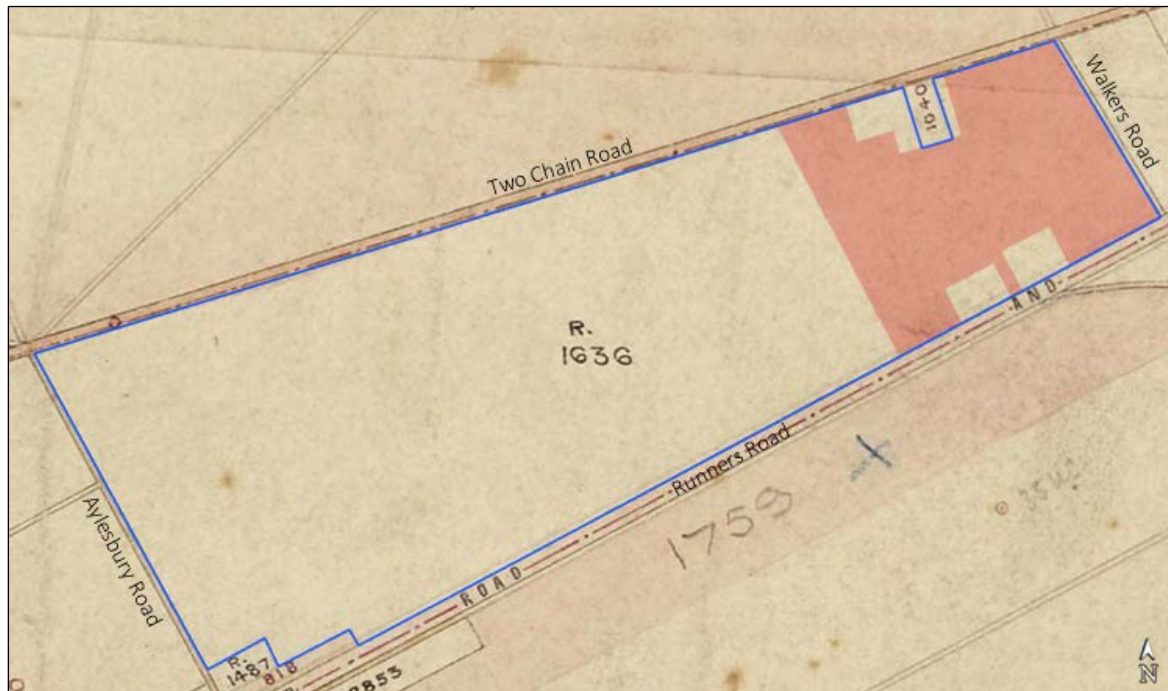 Two Chain Road
Walkers Road
1040
R.
1636
Runners Road
AND
1759
Aylesbury Road
ROAD
R.
1487
818
2853
N